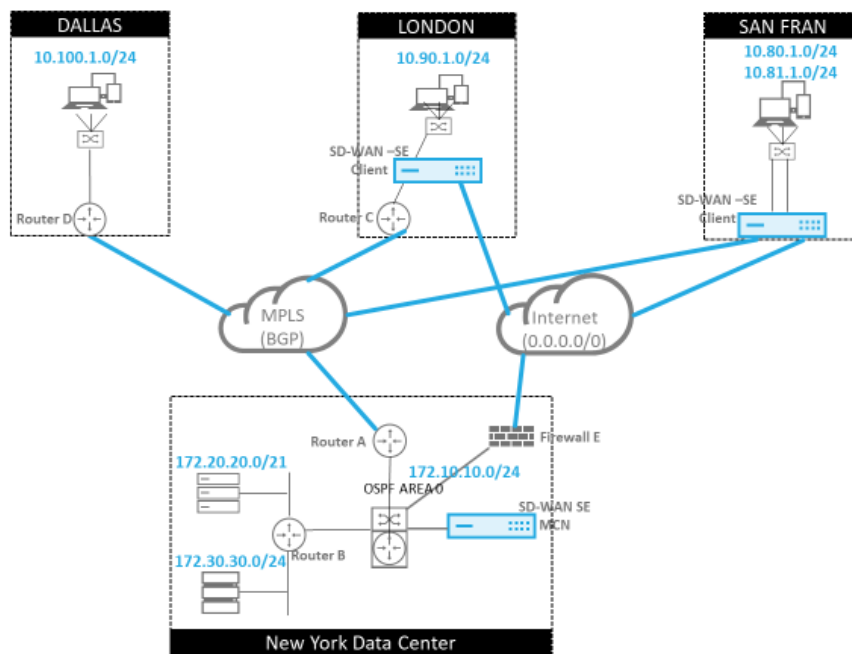 DALLAS
10.100.1.0/24
Router D
LONDON
10.90.1.0/24
SD-WAN –SE
Client
Router C
SAN FRAN
10.80.1.0/24
10.81.1.0/24
SD-WAN –SE
Client
MPLS
(BGP)
Internet
(0.0.0.0/0)
Router A
Firewall E
172.20.20.0/21
172.10.10.0/24
OSPF AREA 0
SD-WAN SE
MCN
Router B
172.30.30.0/24
New York Data Center